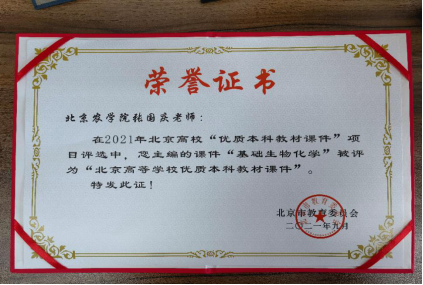 荣誉证书
北京农学院张国庆老师：
在2021年北京高校“优质本科教材课件”项
目评选中，您主编的课件“基础生物化学”被评
为“北京高等学校优质本科教材课件”。
特发此证！
北京市教育委员会
二〇二一年九月